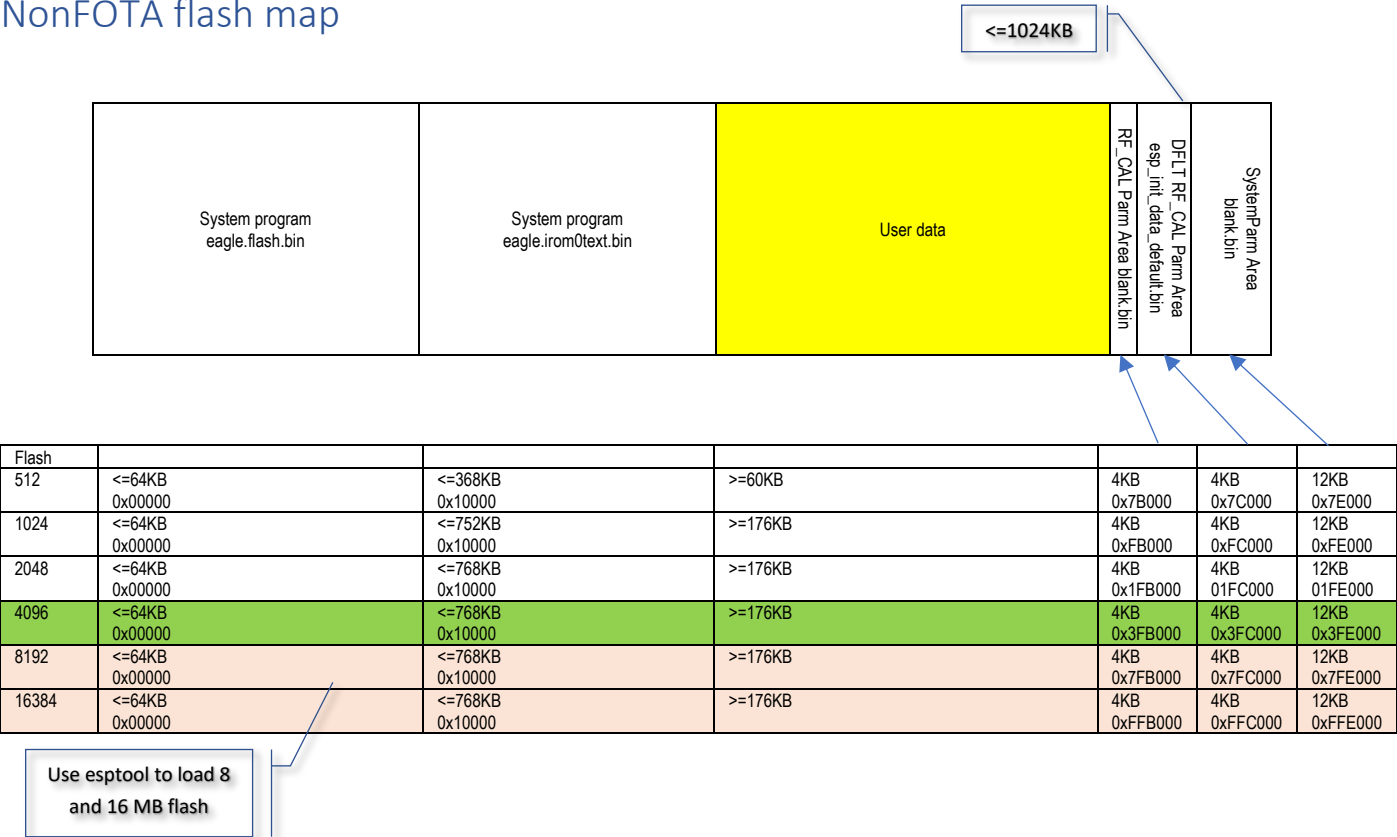 NonFOTA flash map
<=1024KB
System program
eagle.flash.bin
System program
eagle.irom0text.bin
User data
RF_CAL Parm Area blank.bin
DFLT RF_CAL Parm Area
esp_init_data_default.bin
SystemParm Area
blank.bin
Flash
512 <=64KB <=368KB >=60KB 4KB 4KB 12KB
0x00000 0x10000 0x7B000 0x7C000 0x7E000
1024 <=64KB <=752KB >=176KB 4KB 4KB 12KB
0x00000 0x10000 0xFB000 0xFC000 0xFE000
2048 <=64KB <=768KB >=176KB 4KB 4KB 12KB
0x00000 0x10000 0x1FB000 01FC000 01FE000
4096 <=64KB <=768KB >=176KB 4KB 4KB 12KB
0x00000 0x10000 0x3FB000 0x3FC000 0x3FE000
8192 <=64KB <=768KB >=176KB 4KB 4KB 12KB
0x00000 0x10000 0x7FB000 0x7FC000 0x7FE000
16384 <=64KB <=768KB >=176KB 4KB 4KB 12KB
0x00000 0x10000 0xFFB000 0xFFC000 0xFFE000
Use esptool to load 8
and 16 MB flash